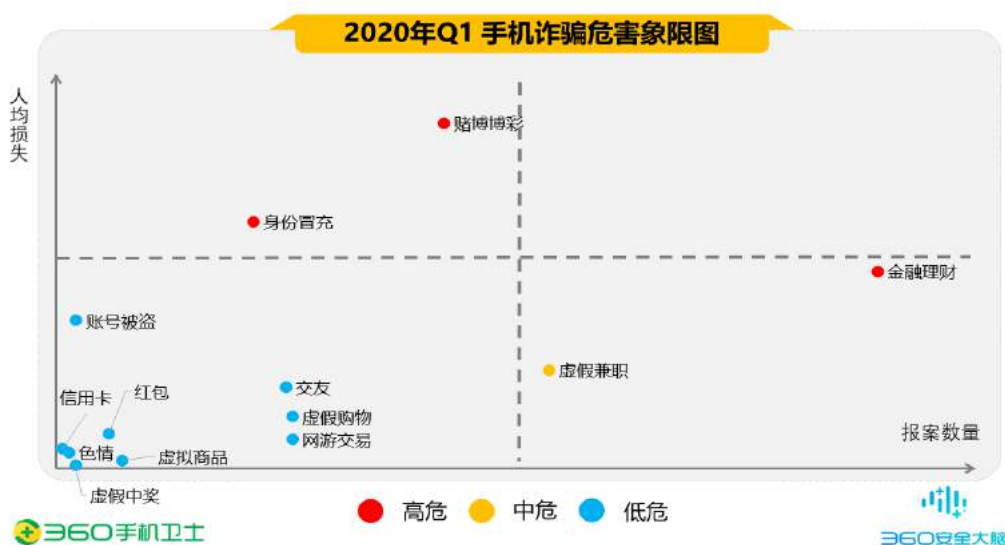 2020年Q1 手机诈骗危害象限图
人均损失
赌博博彩
身份冒充
金融理财
账号被盗
虚假兼职
交友
红包
信用卡
虚假购物
报案数量
网游交易
色情
虚拟商品
虚假中奖
高危
中危
低危
360手机卫士
360安全大脑